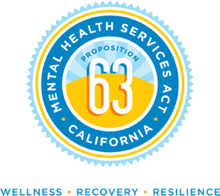 MENTAL HEALTH SERVICES ACT
PROPOSITION
63
• CALIFORNIA •
WELLNESS • RECOVERY • RESILIENCE